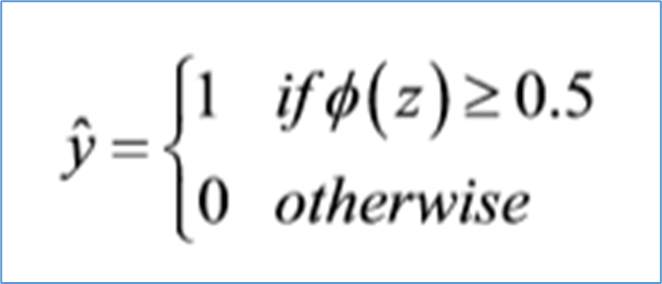 ŷ = { 1 if ϕ(z) ≥ 0.5
0 otherwise